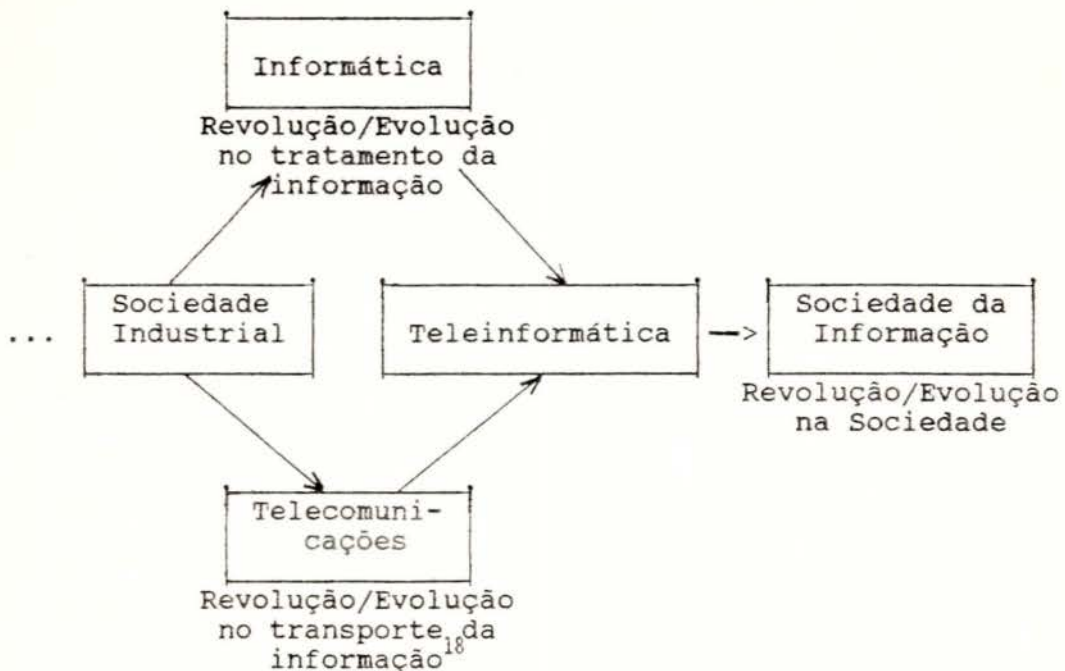 Informática
Revolução/Evolução
no tratamento da
informação
...
Sociedade
Industrial
Teleinformática
Sociedade da
Informação
Revolução/Evolução
na Sociedade
Telecomuni-
cações
Revolução/Evolução
no transporte da
informação18